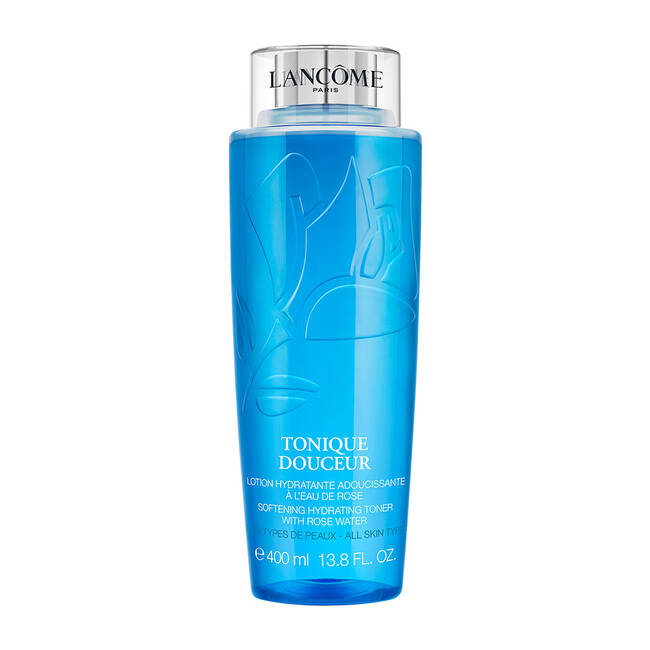 LANCÔME
PARIS
TONIQUE
DOUCEUR
LOTION HYDRATANTE ADOUCISSANTE
À L'EAU DE ROSE
SOFTENING HYDRATING TONER
WITH ROSE WATER
TYPES DE PEAUX - ALL SKIN
e 400 ml 13.8 FL. OZ.